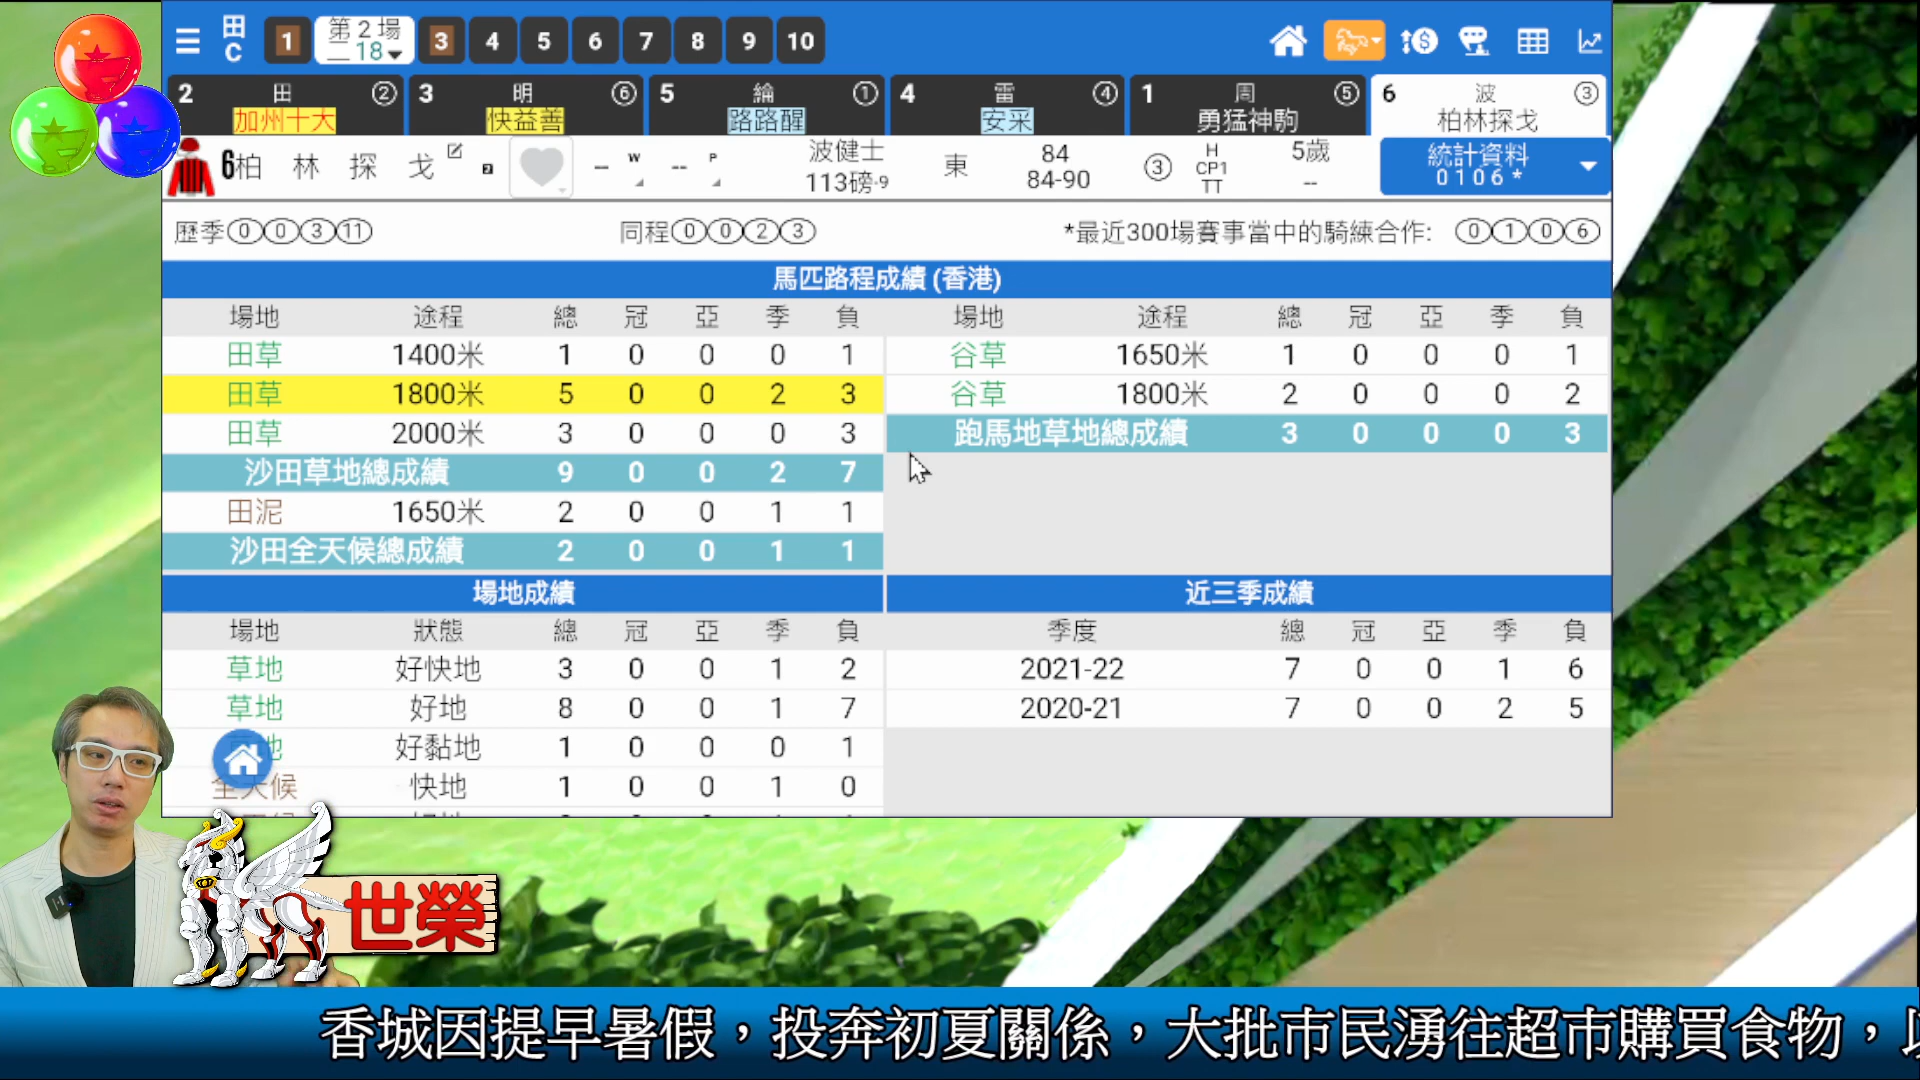 田 C 1 第2場 二 18 3 4 5 6 7 8 9 10
2 田 ② 加州十大
3 明 ⑥ 快益善
5 綸 ① 路路醒
4 雷 ④ 安采
1 周 ⑤ 勇猛神駒
6 波 ③ 柏林探戈
6 柏林探戈 2 -- W -- P 波健士 東 84 ③ H 5歲 統計資料
113磅-9 84-90 CP1 -- 0106*
TT
歷季⓪⓪③⑪ 同程⓪⓪②③ *最近300場賽事當中的騎練合作: ⓪①⓪⑥
馬匹路程成績 (香港)
場地 途程 總 冠 亞 季 負 場地 途程 總 冠 亞 季 負
田草 1400米 1 0 0 0 1 谷草 1650米 1 0 0 0 1
田草 1800米 5 0 0 2 3 谷草 1800米 2 0 0 0 2
田草 2000米 3 0 0 0 3 跑馬地草地總成績 3 0 0 0 3
沙田草地總成績 9 0 0 2 7
田泥 1650米 2 0 0 1 1
沙田全天候總成績 2 0 0 1 1
場地成績 近三季成績
場地 狀態 總 冠 亞 季 負 季度 總 冠 亞 季 負
草地 好快地 3 0 0 1 2 2021-22 7 0 0 1 6
草地 好地 8 0 0 1 7 2020-21 7 0 0 2 5
地 好黏地 1 0 0 0 1
全天候 快地 1 0 0 1 0
世榮
香城因提早暑假，投奔初夏關係，大批市民湧往超市購買食物，